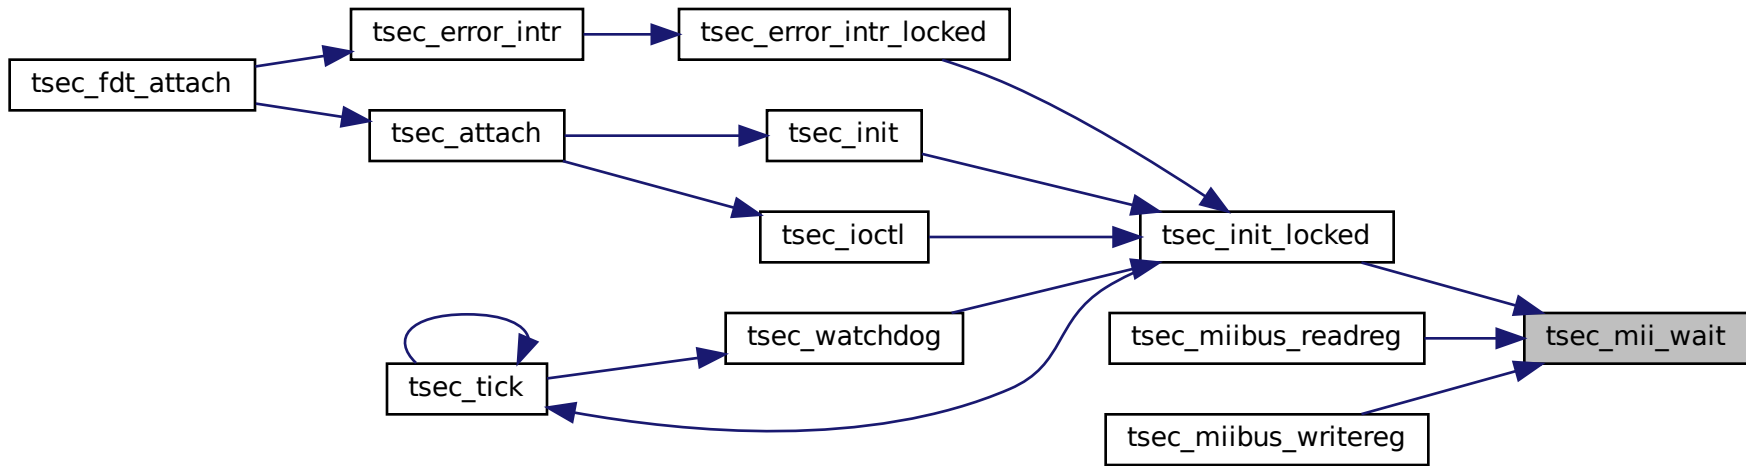 tsec_error_intr
tsec_error_intr_locked
tsec_fdt_attach
tsec_attach
tsec_init
tsec_ioctl
tsec_init_locked
tsec_watchdog
tsec_miibus_readreg
tsec_mii_wait
tsec_tick
tsec_miibus_writereg